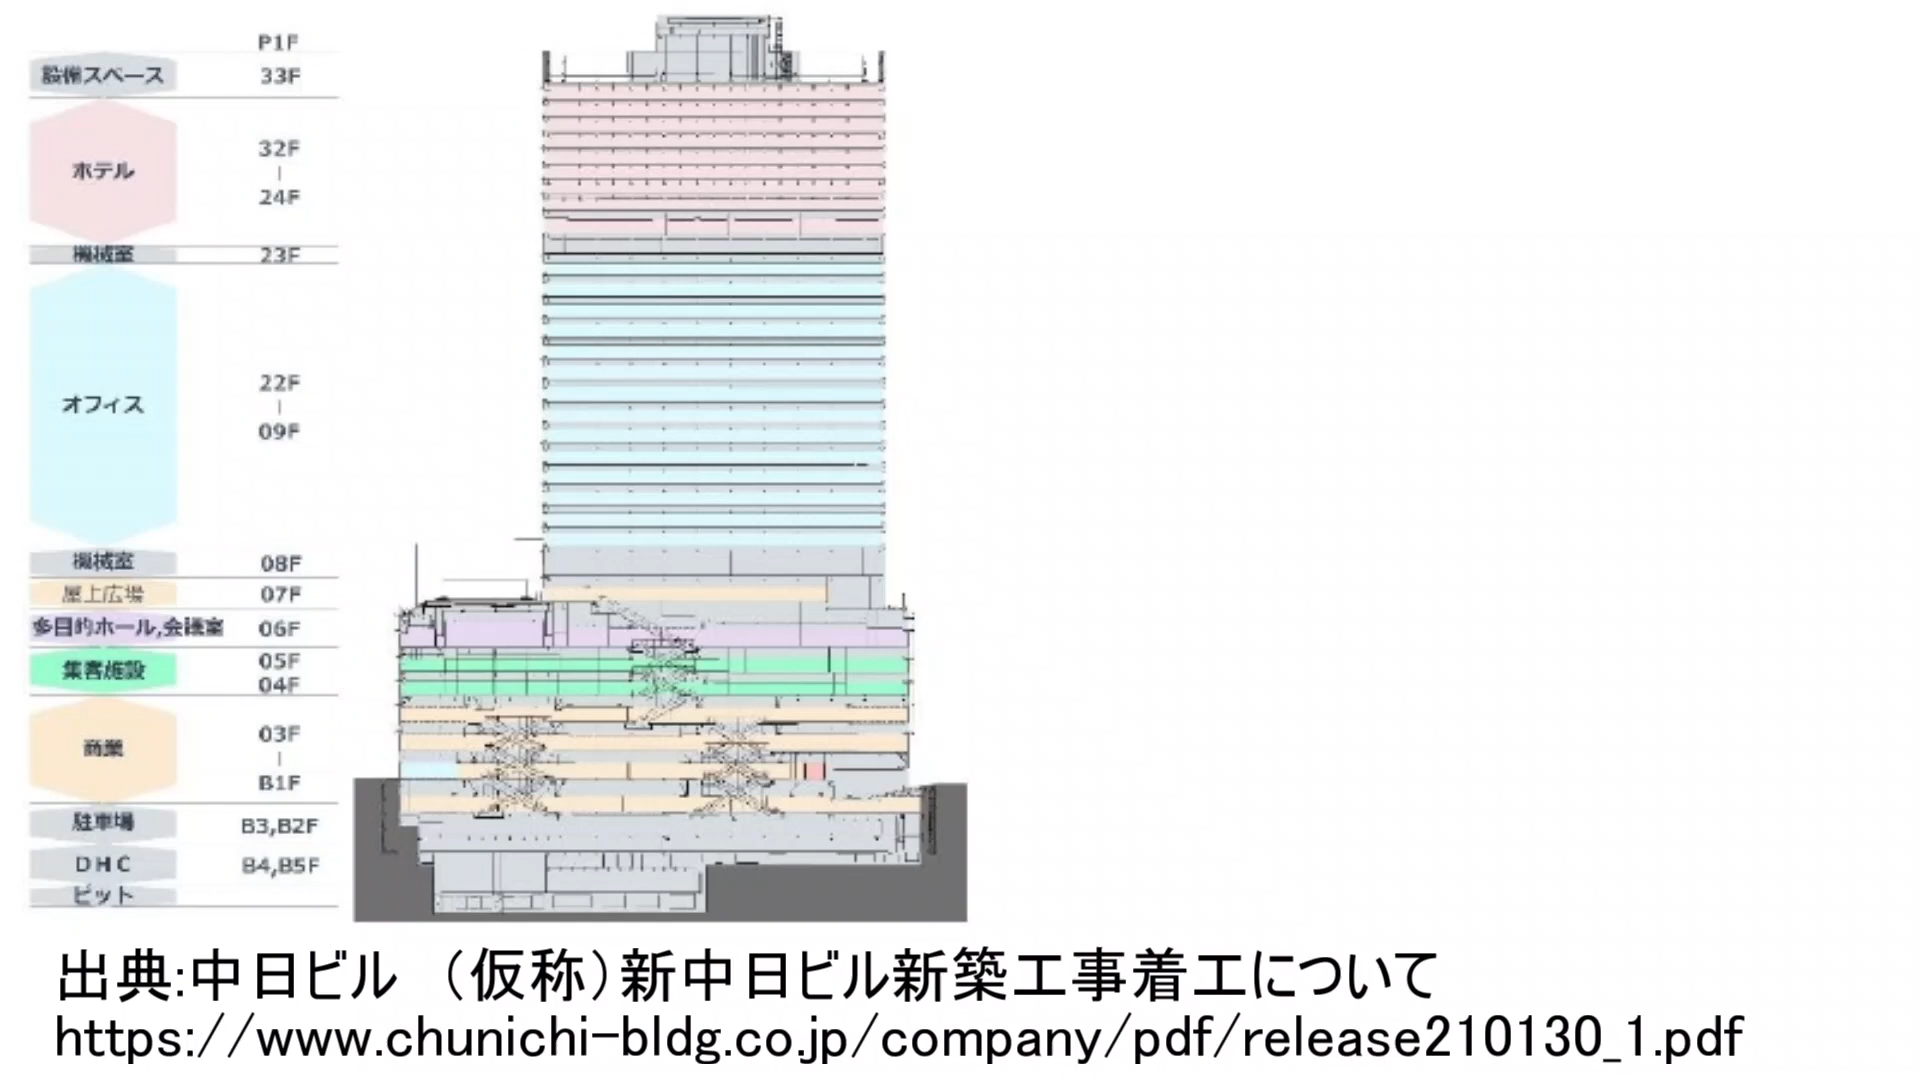 P1F
設備スペース 33F
ホテル 32F
|
24F
機械室 23F
オフィス 22F
|
09F
機械室 08F
屋上広場 07F
多目的ホール,会議室 06F
集客施設 05F
04F
商業 03F
|
B1F
駐車場 B3,B2F
DHC B4,B5F
ピット
出典:中日ビル （仮称）新中日ビル新築工事着工について
https://www.chunichi-bldg.co.jp/company/pdf/release210130_1.pdf